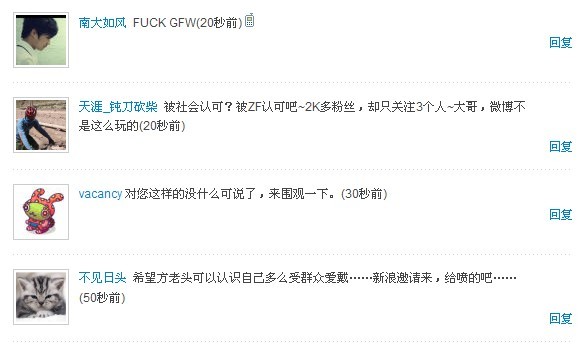 南大如风 FUCK GFW(20秒前)
回复
天涯_钝刀砍柴 被社会认可？被ZF认可吧~2K多粉丝，却只关注3个人~大哥，微博不
是这么玩的(20秒前)
回复
vacancy 对您这样的没什么可说了，来围观一下。(30秒前)
回复
不见日头 希望方老头可以认识自己多么受群众爱戴……新浪邀请来，给喷的吧……
(50秒前)
回复